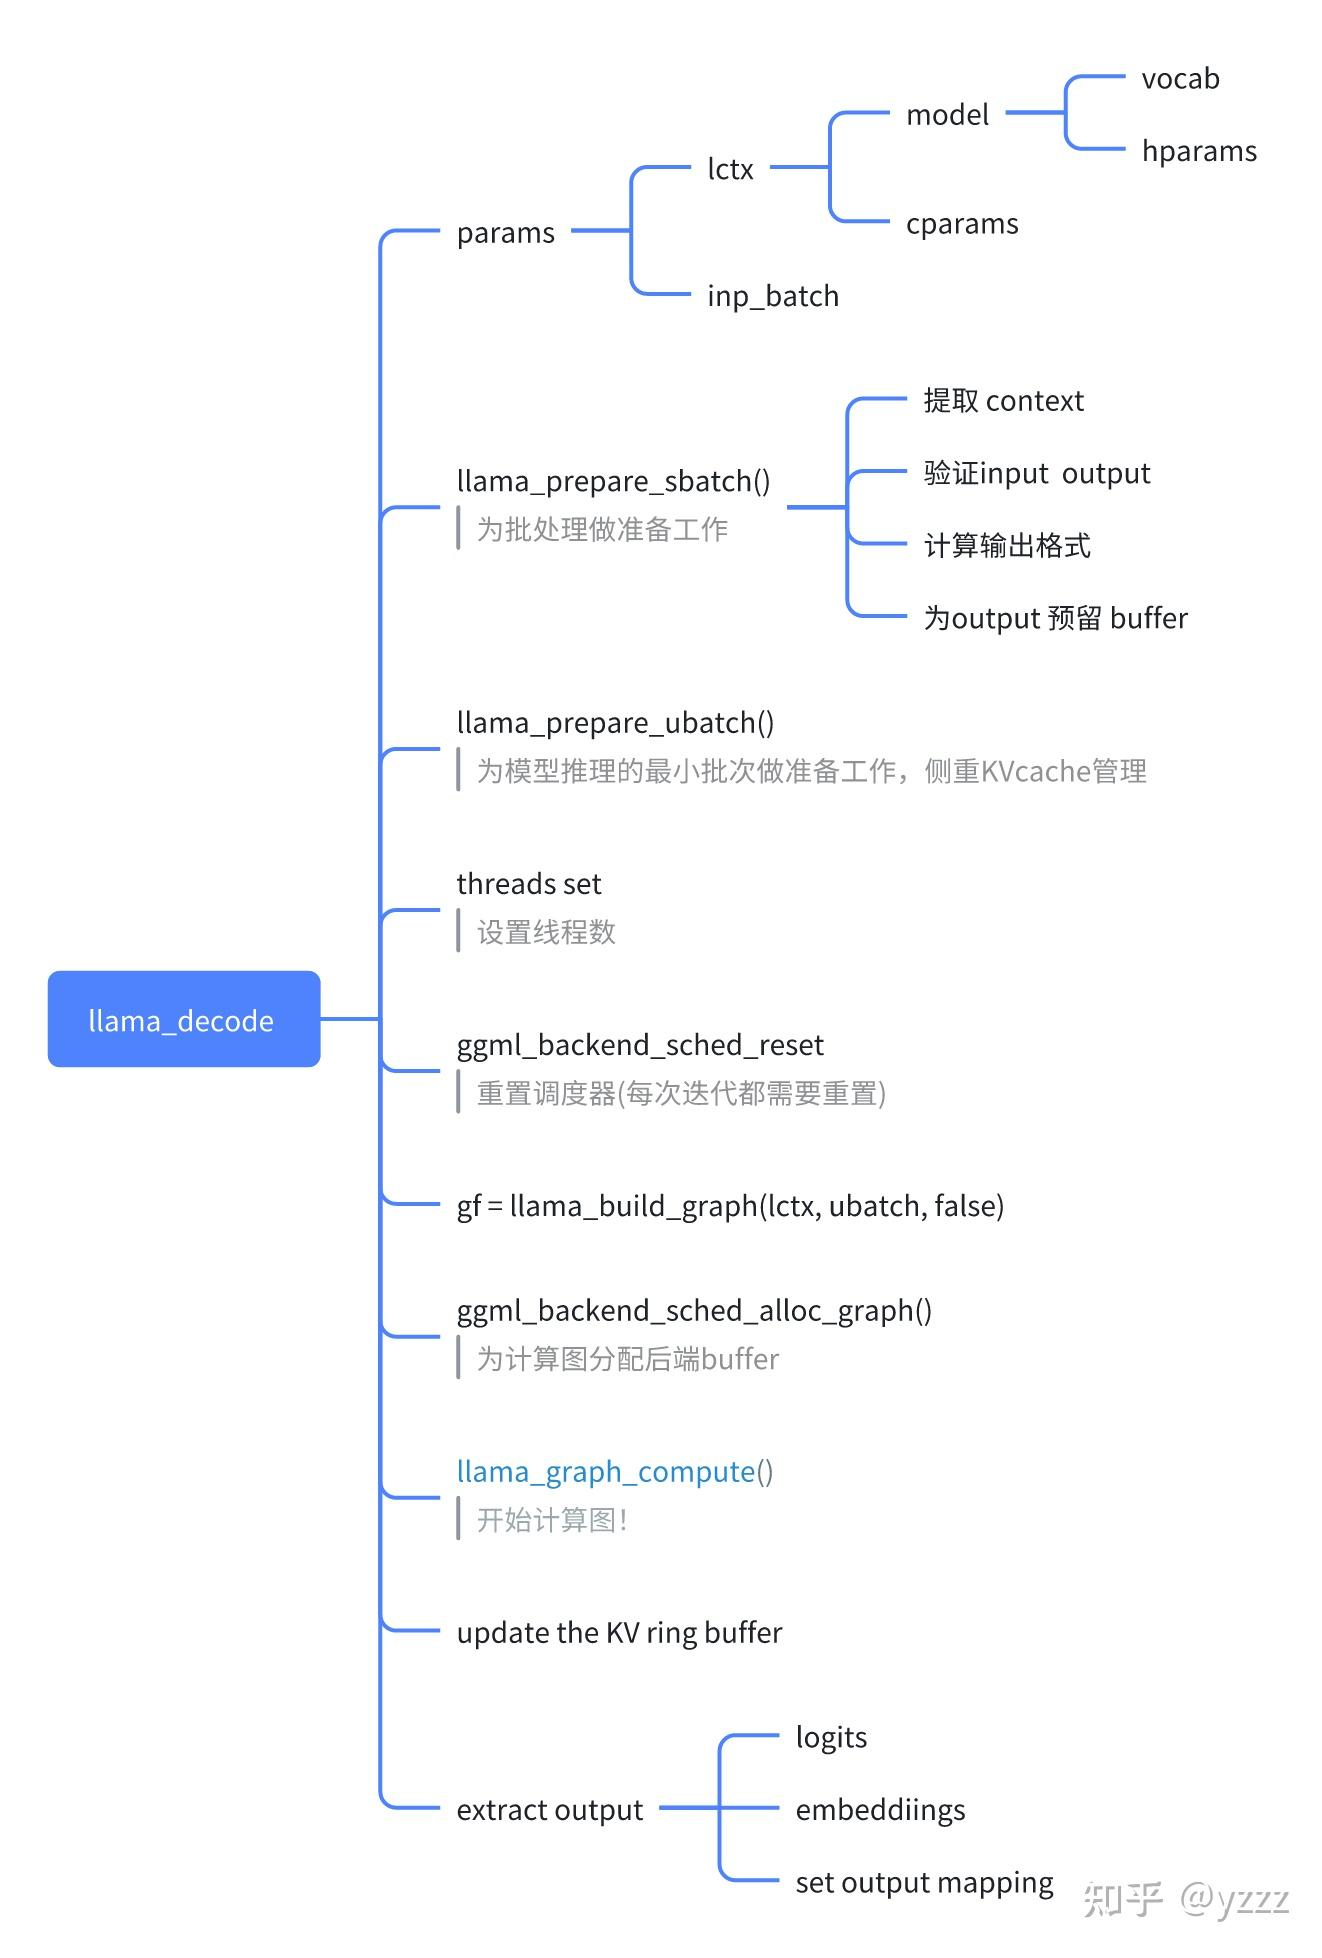 vocab
model
hparams
lctx
cparams
params
inp_batch
提取 context
验证input  output
llama_prepare_sbatch()
为批处理做准备工作
计算输出格式
为output 预留 buffer
llama_prepare_ubatch()
为模型推理的最小批次做准备工作，侧重KVcache管理
threads set
设置线程数
llama_decode
ggml_backend_sched_reset
重置调度器(每次迭代都需要重置)
gf = llama_build_graph(lctx, ubatch, false)
ggml_backend_sched_alloc_graph()
为计算图分配后端buffer
llama_graph_compute()
开始计算图！
update the KV ring buffer
logits
extract output
embeddiings
set output mapping
知乎 @yzzz